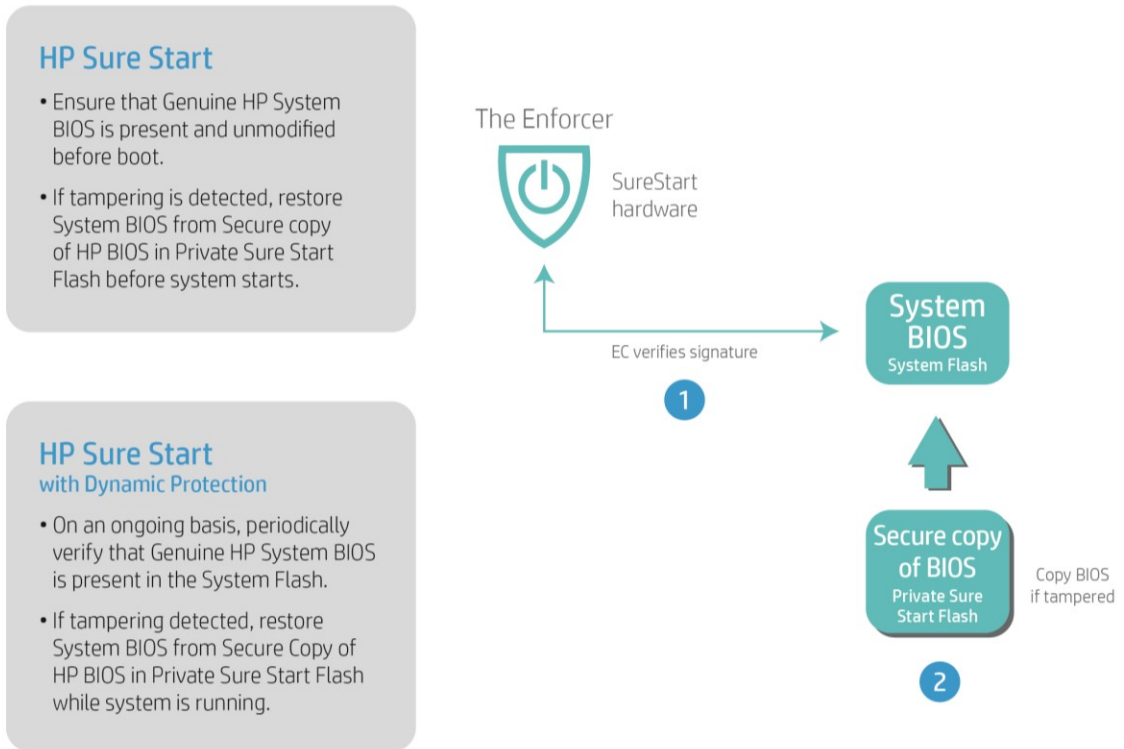 HP Sure Start
• Ensure that Genuine HP System
BIOS is present and unmodified
before boot.
• If tampering is detected, restore
System BIOS from Secure copy
of HP BIOS in Private Sure Start
Flash before system starts.
HP Sure Start
with Dynamic Protection
• On an ongoing basis, periodically
verify that Genuine HP System BIOS
is present in the System Flash.
• If tampering detected, restore
System BIOS from Secure Copy of
HP BIOS in Private Sure Start Flash
while system is running.
The Enforcer
SureStart
hardware
EC verifies signature
1
System
BIOS
System Flash
Secure copy
of BIOS
Private Sure
Start Flash
Copy BIOS
if tampered
2